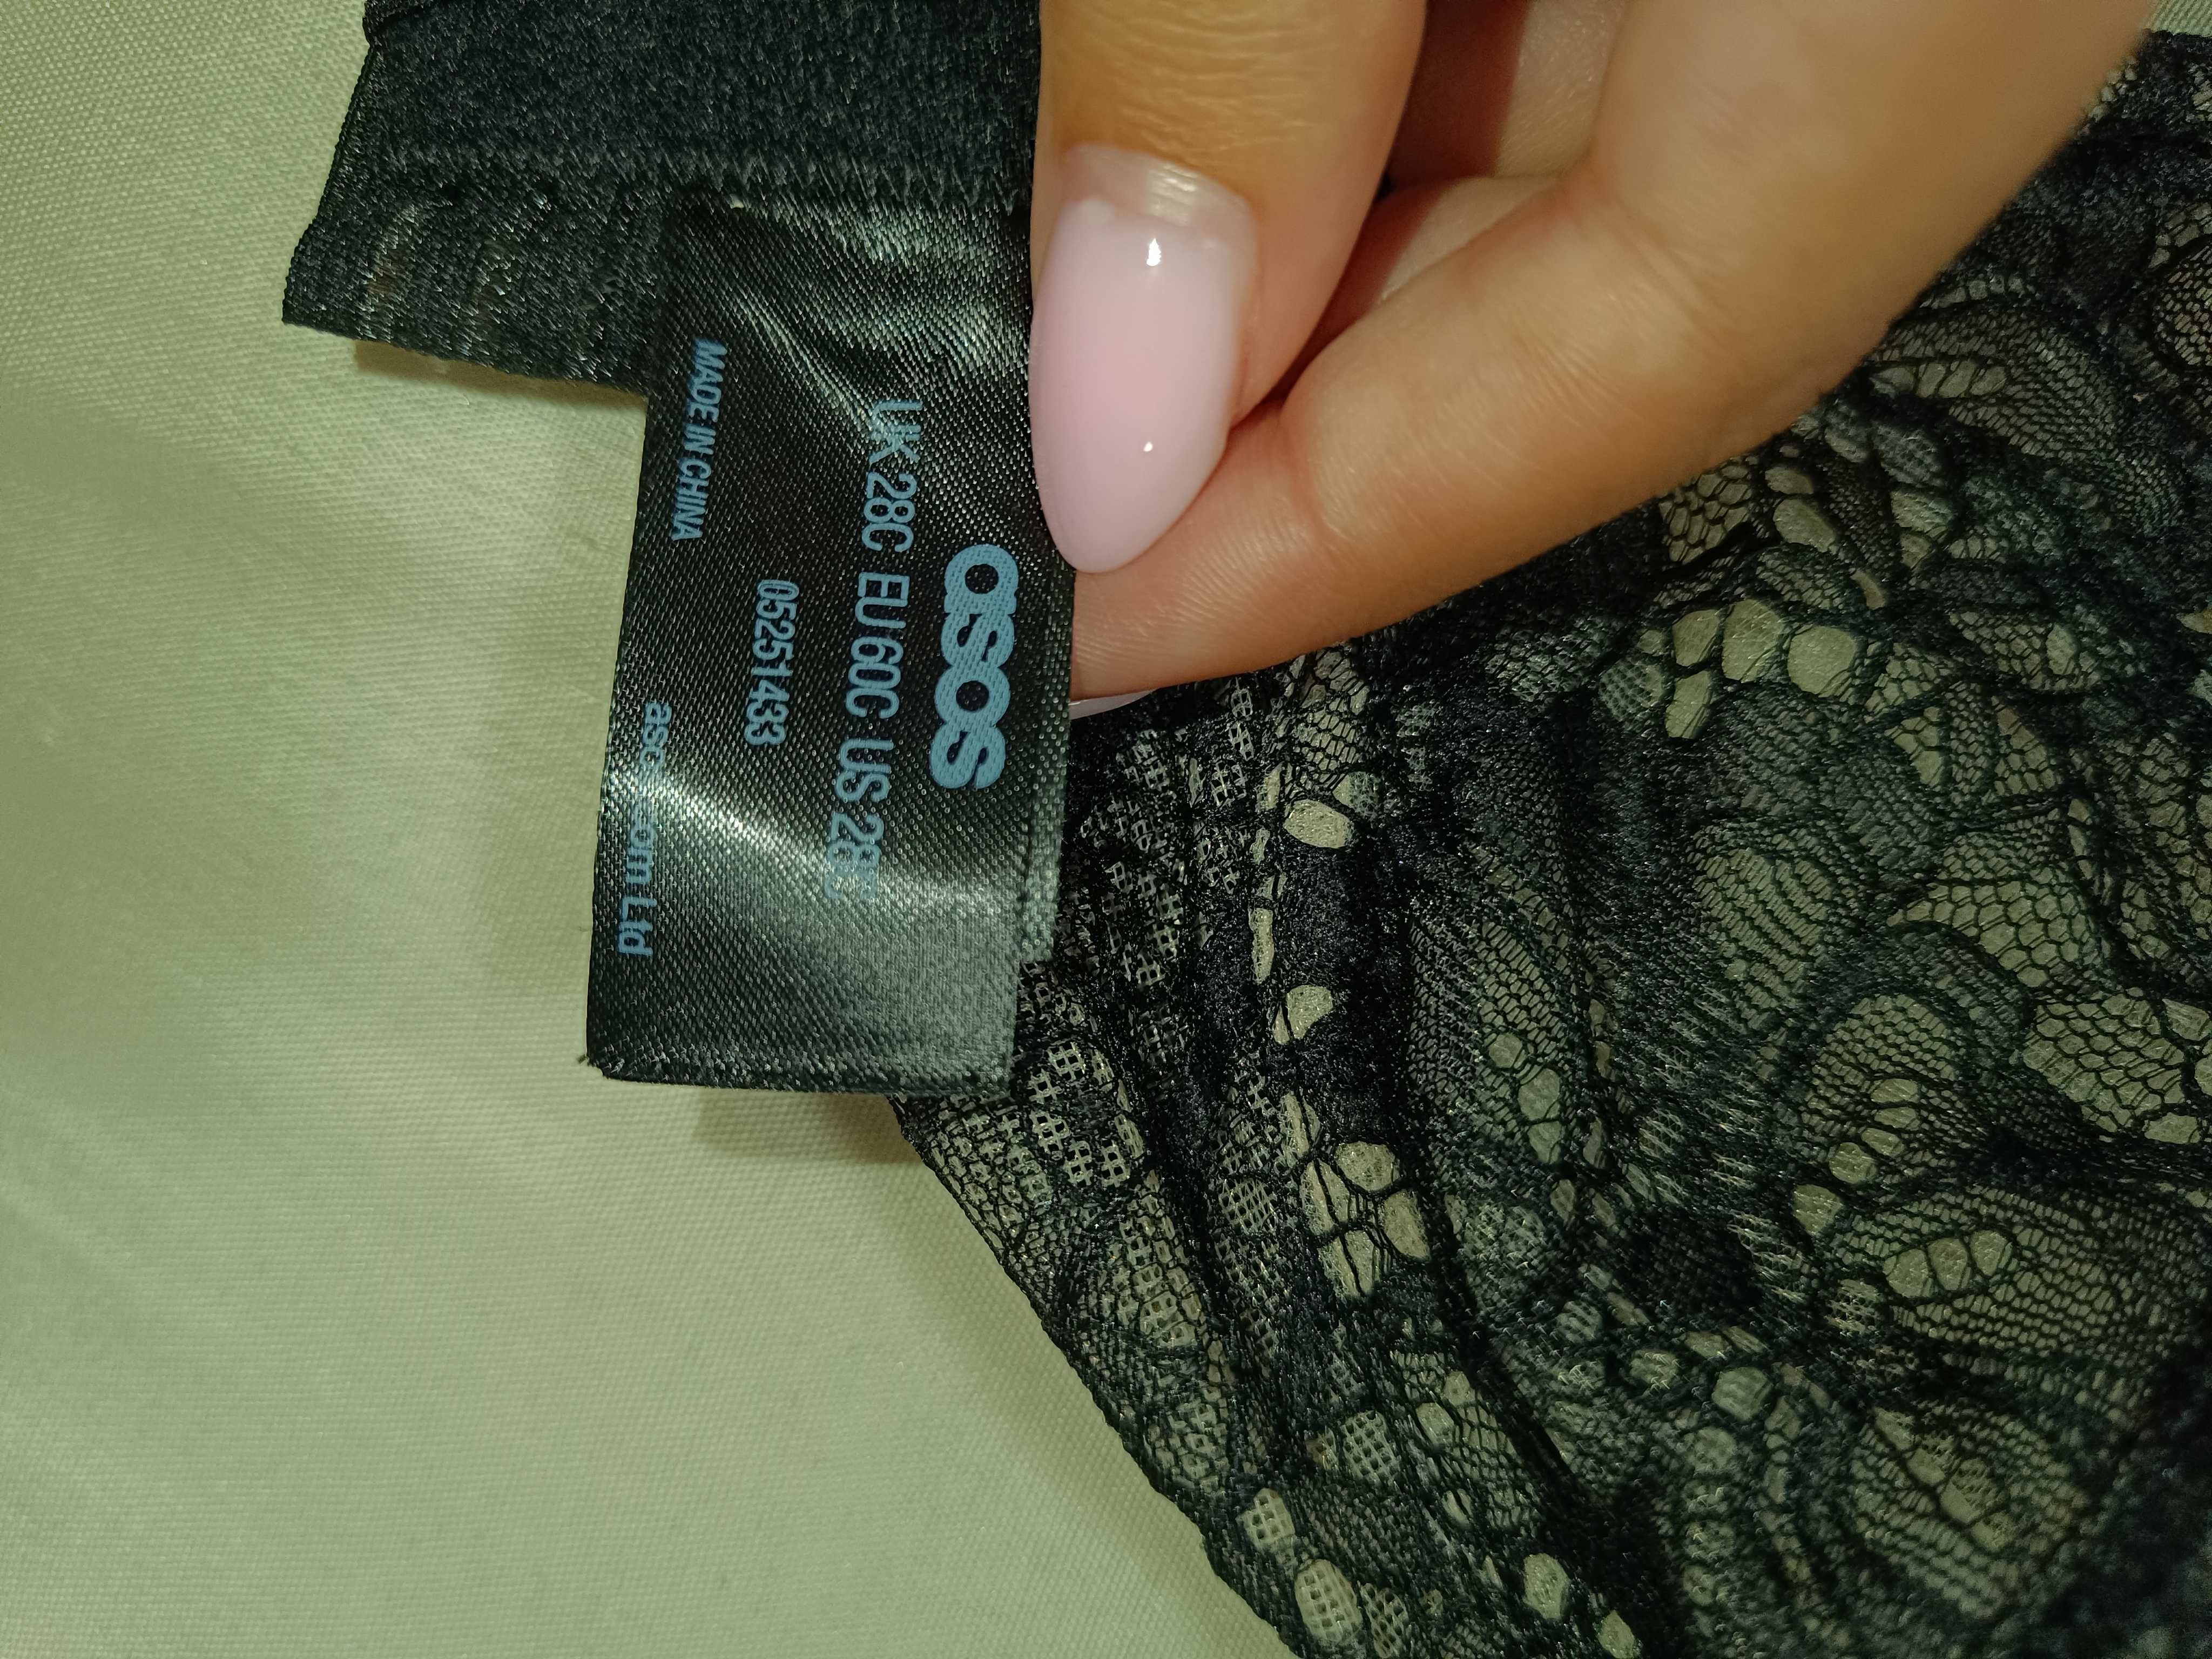 asos
UK 28C EU 60C US 28C
05251433
MADE IN CHINA
Ltd